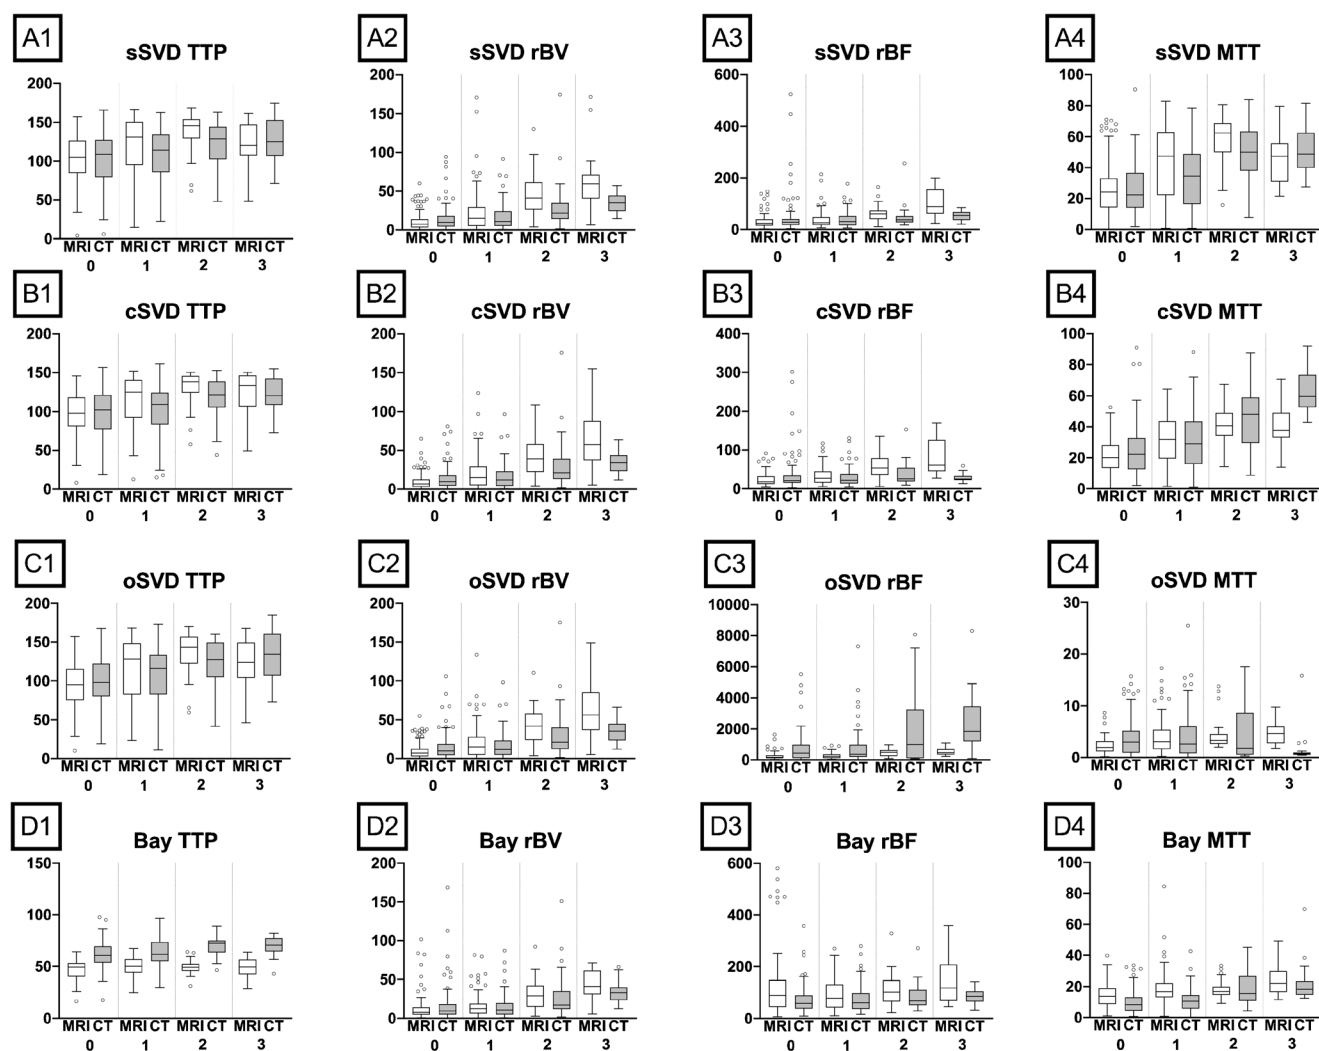 A1
sSVD TTP
200
150
100
50
0
MRI CT MRI CT MRI CT MRI CT
0 1 2 3
A2
sSVD rBV
200
150
100
50
0
MRI CT MRI CT MRI CT MRI CT
0 1 2 3
A3
sSVD rBF
600
400
200
0
MRI CT MRI CT MRI CT MRI CT
0 1 2 3
A4
sSVD MTT
100
80
60
40
20
0
MRI CT MRI CT MRI CT MRI CT
0 1 2 3
B1
cSVD TTP
200
150
100
50
0
MRI CT MRI CT MRI CT MRI CT
0 1 2 3
B2
cSVD rBV
200
150
100
50
0
MRI CT MRI CT MRI CT MRI CT
0 1 2 3
B3
cSVD rBF
400
300
200
100
0
MRI CT MRI CT MRI CT MRI CT
0 1 2 3
B4
cSVD MTT
100
80
60
40
20
0
MRI CT MRI CT MRI CT MRI CT
0 1 2 3
C1
oSVD TTP
200
150
100
50
0
MRI CT MRI CT MRI CT MRI CT
0 1 2 3
C2
oSVD rBV
200
150
100
50
0
MRI CT MRI CT MRI CT MRI CT
0 1 2 3
C3
oSVD rBF
10000
8000
6000
4000
2000
0
MRI CT MRI CT MRI CT MRI CT
0 1 2 3
C4
oSVD MTT
30
20
10
0
MRI CT MRI CT MRI CT MRI CT
0 1 2 3
D1
Bay TTP
150
100
50
0
MRI CT MRI CT MRI CT MRI CT
0 1 2 3
D2
Bay rBV
200
150
100
50
0
MRI CT MRI CT MRI CT MRI CT
0 1 2 3
D3
Bay rBF
600
400
200
0
MRI CT MRI CT MRI CT MRI CT
0 1 2 3
D4
Bay MTT
100
80
60
40
20
0
MRI CT MRI CT MRI CT MRI CT
0 1 2 3